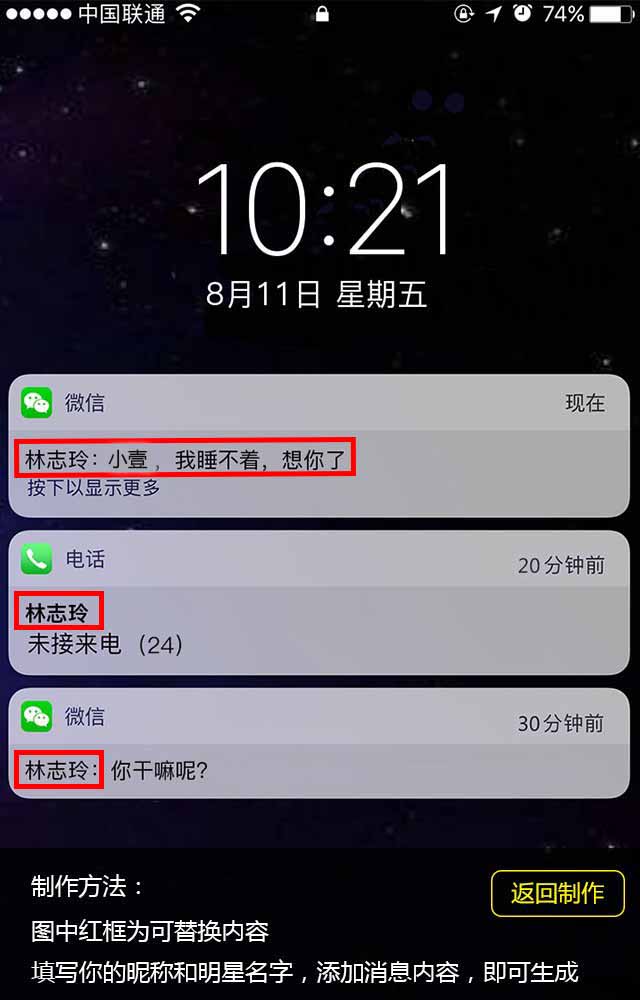 中国联通 74%
10:21
8月11日 星期五
微信 现在
林志玲：小壹，我睡不着，想你了
按下以显示更多
电话 20分钟前
林志玲
未接来电（24）
微信 30分钟前
林志玲：你干嘛呢？
制作方法：
返回制作
图中红框为可替换内容
填写你的昵称和明星名字，添加消息内容，即可生成